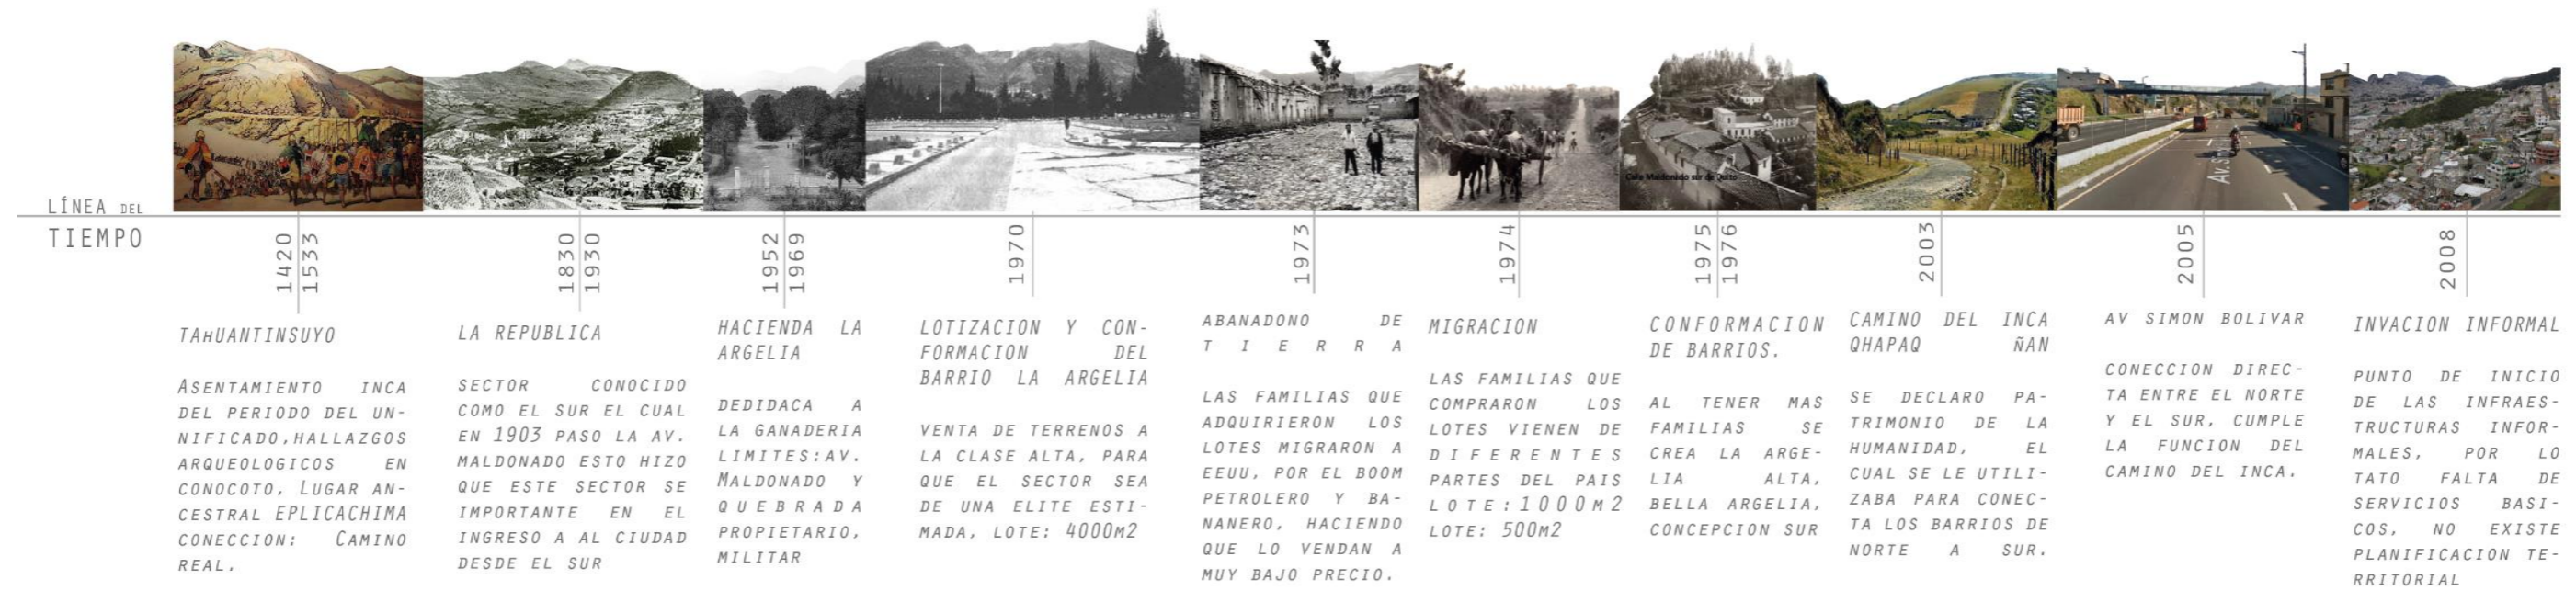 LÍNEA DEL
TIEMPO
Calle Maldonado sur de Quito
1420
1533
TAHUANTINSUYO
ASENTAMIENTO INCA
DEL PERIODO DEL UN-
NIFICADO,HALLAZGOS
ARQUEOLOGICOS EN
CONOCOTO, LUGAR AN-
CESTRAL EPLICACHIMA
CONECCION: CAMINO
REAL.
1830
1930
LA REPUBLICA
SECTOR CONOCIDO
COMO EL SUR EL CUAL
EN 1903 PASO LA AV.
MALDONADO ESTO HIZO
QUE ESTE SECTOR SE
IMPORTANTE EN EL
INGRESO A AL CIUDAD
DESDE EL SUR
1952
1969
HACIENDA LA
ARGELIA
DEDIDACA A
LA GANADERIA
LIMITES:AV.
MALDONADO Y
QUEBRADA
PROPIETARIO,
MILITAR
1970
LOTIZACION Y CON-
FORMACION DEL
BARRIO LA ARGELIA
VENTA DE TERRENOS A
LA CLASE ALTA, PARA
QUE EL SECTOR SEA
DE UNA ELITE ESTI-
MADA, LOTE: 4000M2
1973
ABANADONO DE
TIERRA
LAS FAMILIAS QUE
ADQUIRIERON LOS
LOTES MIGRARON A
EEUU, POR EL BOOM
PETROLERO Y BA-
NANERO, HACIENDO
QUE LO VENDAN A
MUY BAJO PRECIO.
1974
MIGRACION
LAS FAMILIAS QUE
COMPRARON LOS
LOTES VIENEN DE
DIFERENTES
PARTES DEL PAIS
LOTE:1000M2
LOTE: 500M2
1975
1976
CONFORMACION
DE BARRIOS.
AL TENER MAS
FAMILIAS SE
CREA LA ARGE-
LIA ALTA,
BELLA ARGELIA,
CONCEPCION SUR
2003
CAMINO DEL INCA
QHAPAQ ÑAN
SE DECLARO PA-
TRIMONIO DE LA
HUMANIDAD, EL
CUAL SE LE UTILI-
ZABA PARA CONEC-
TA LOS BARRIOS DE
NORTE A SUR.
2005
AV SIMON BOLIVAR
CONECCION DIREC-
TA ENTRE EL NORTE
Y EL SUR, CUMPLE
LA FUNCION DEL
CAMINO DEL INCA.
2008
INVACION INFORMAL
PUNTO DE INICIO
DE LAS INFRAES-
TRUCTURAS INFOR-
MALES, POR LO
TATO FALTA DE
SERVICIOS BASI-
COS, NO EXISTE
PLANIFICACION TE-
RRITORIAL